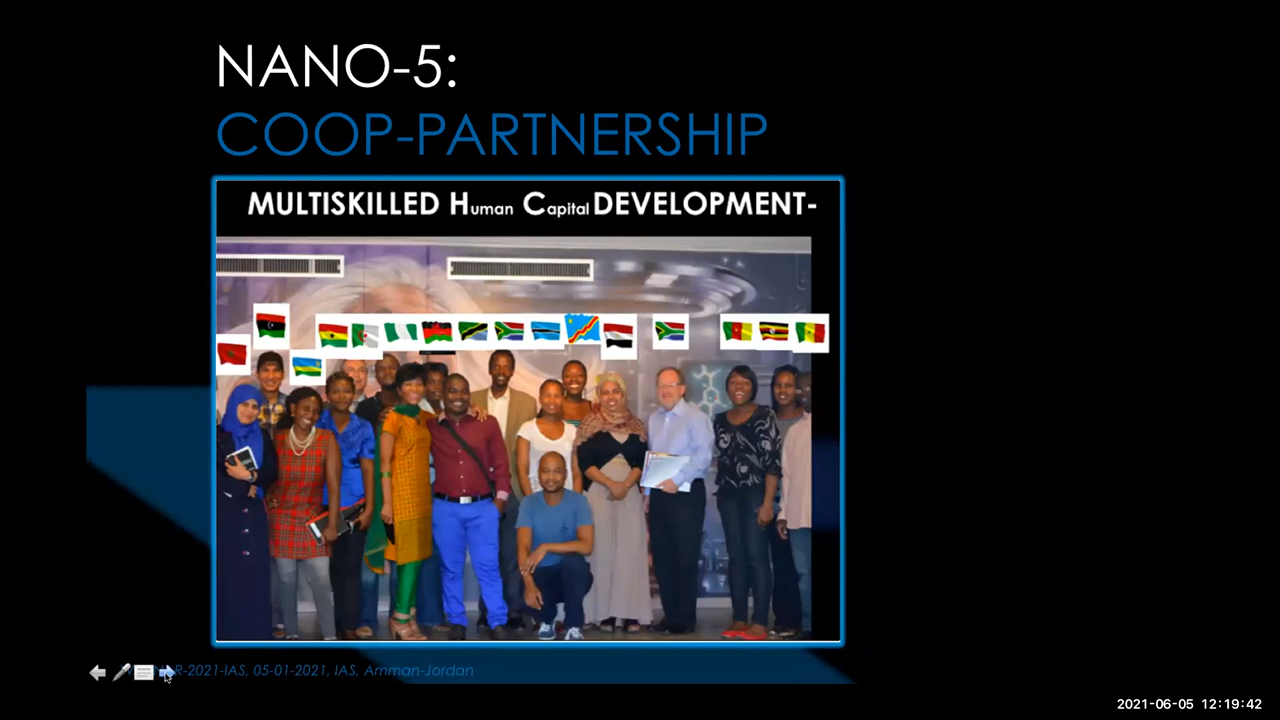 NANO-5:
COOP-PARTNERSHIP
MULTISKILLED Human Capital DEVELOPMENT-
R-2021-IAS, 05-01-2021, IAS, Amman-Jordan
2021-06-05 12:19:42